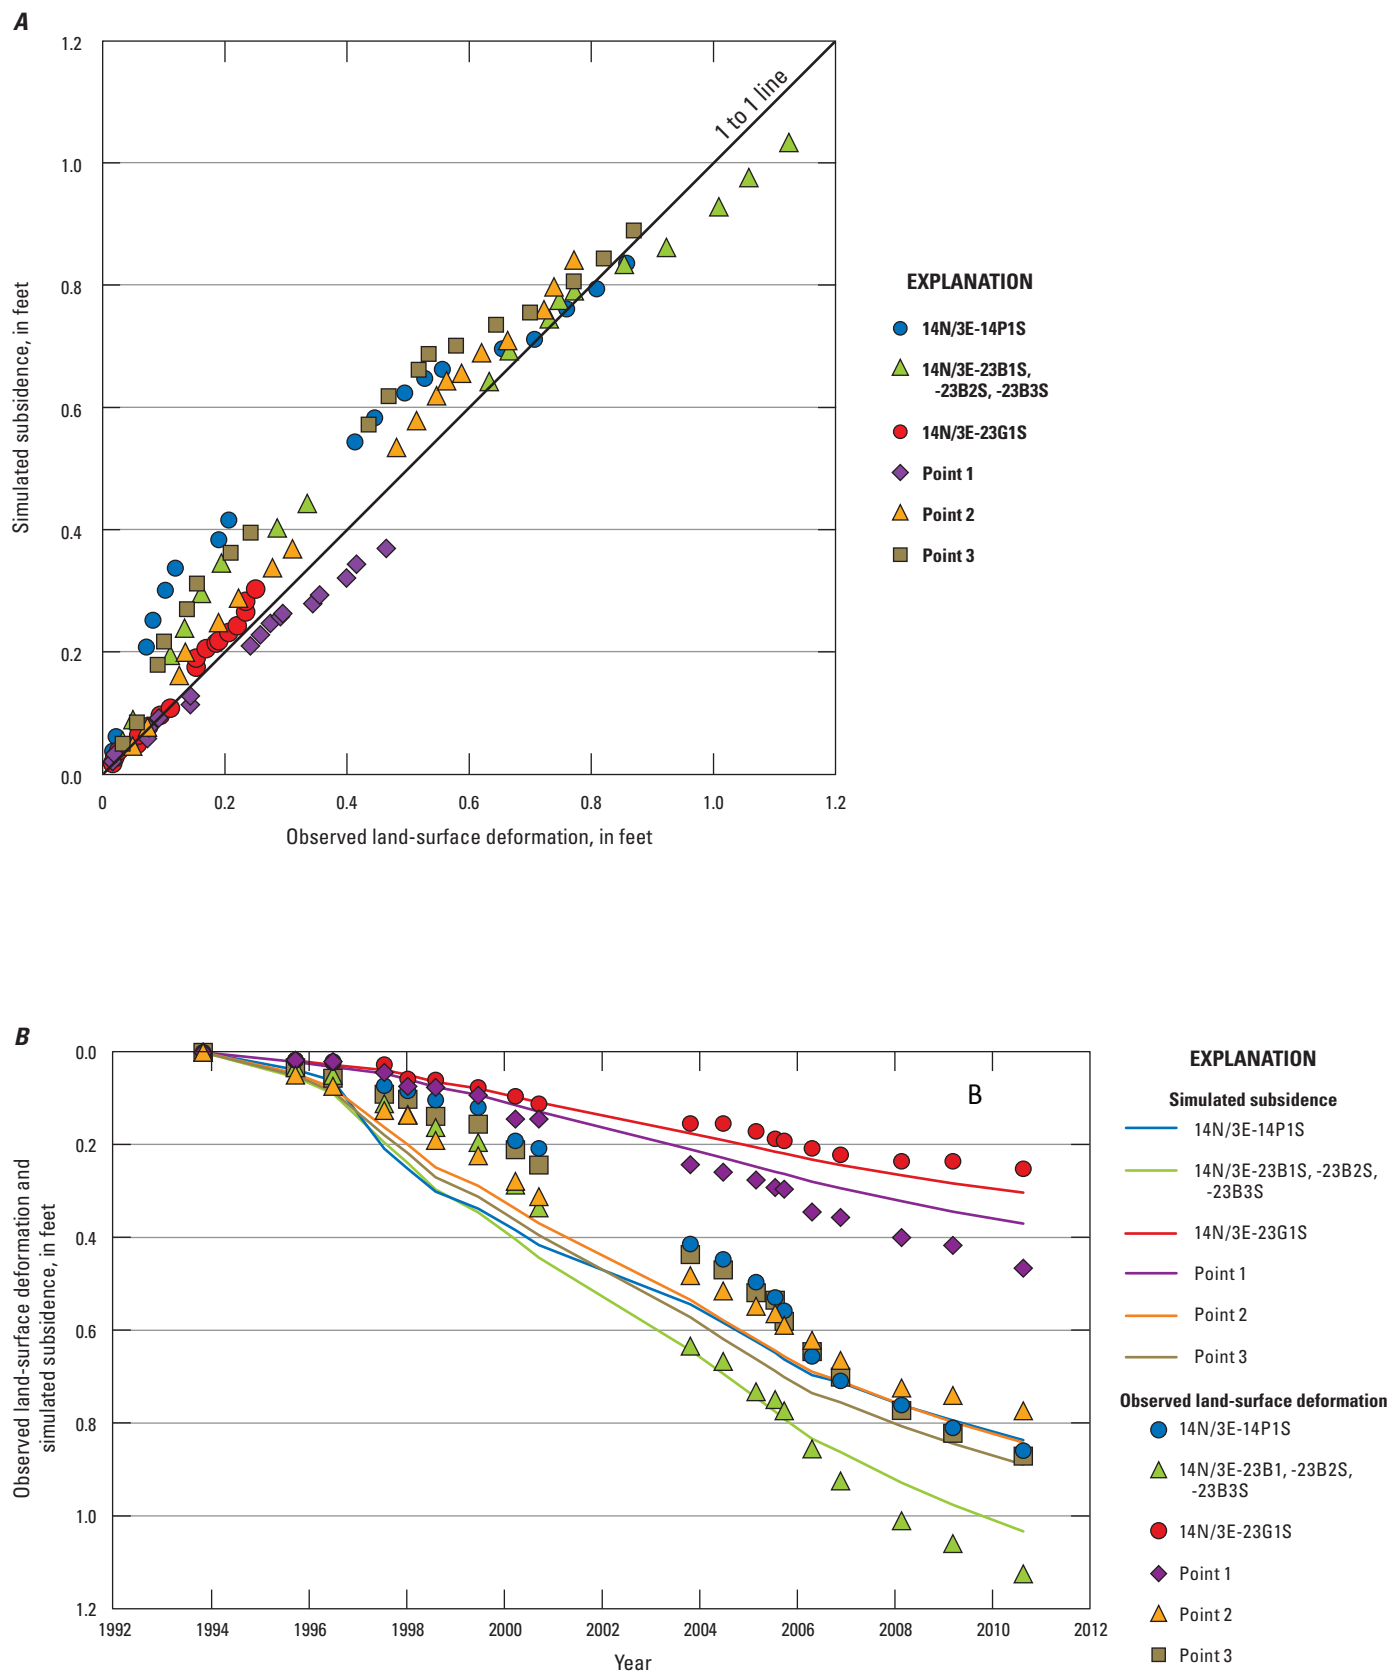 A
1.2
1.0
0.8
0.6
0.4
0.2
0.0
0
0.2
0.4
0.6
0.8
1.0
1.2
Simulated subsidence, in feet
Observed land-surface deformation, in feet
1 to 1 line
EXPLANATION
14N/3E-14P1S
14N/3E-23B1S,
-23B2S, -23B3S
14N/3E-23G1S
Point 1
Point 2
Point 3
B
0.0
0.2
0.4
0.6
0.8
1.0
1.2
1992
1994
1996
1998
2000
2002
2004
2006
2008
2010
2012
Observed land-surface deformation and
simulated subsidence, in feet
Year
B
EXPLANATION
Simulated subsidence
14N/3E-14P1S
14N/3E-23B1S, -23B2S,
-23B3S
14N/3E-23G1S
Point 1
Point 2
Point 3
Observed land-surface deformation
14N/3E-14P1S
14N/3E-23B1, -23B2S,
-23B3S
14N/3E-23G1S
Point 1
Point 2
Point 3